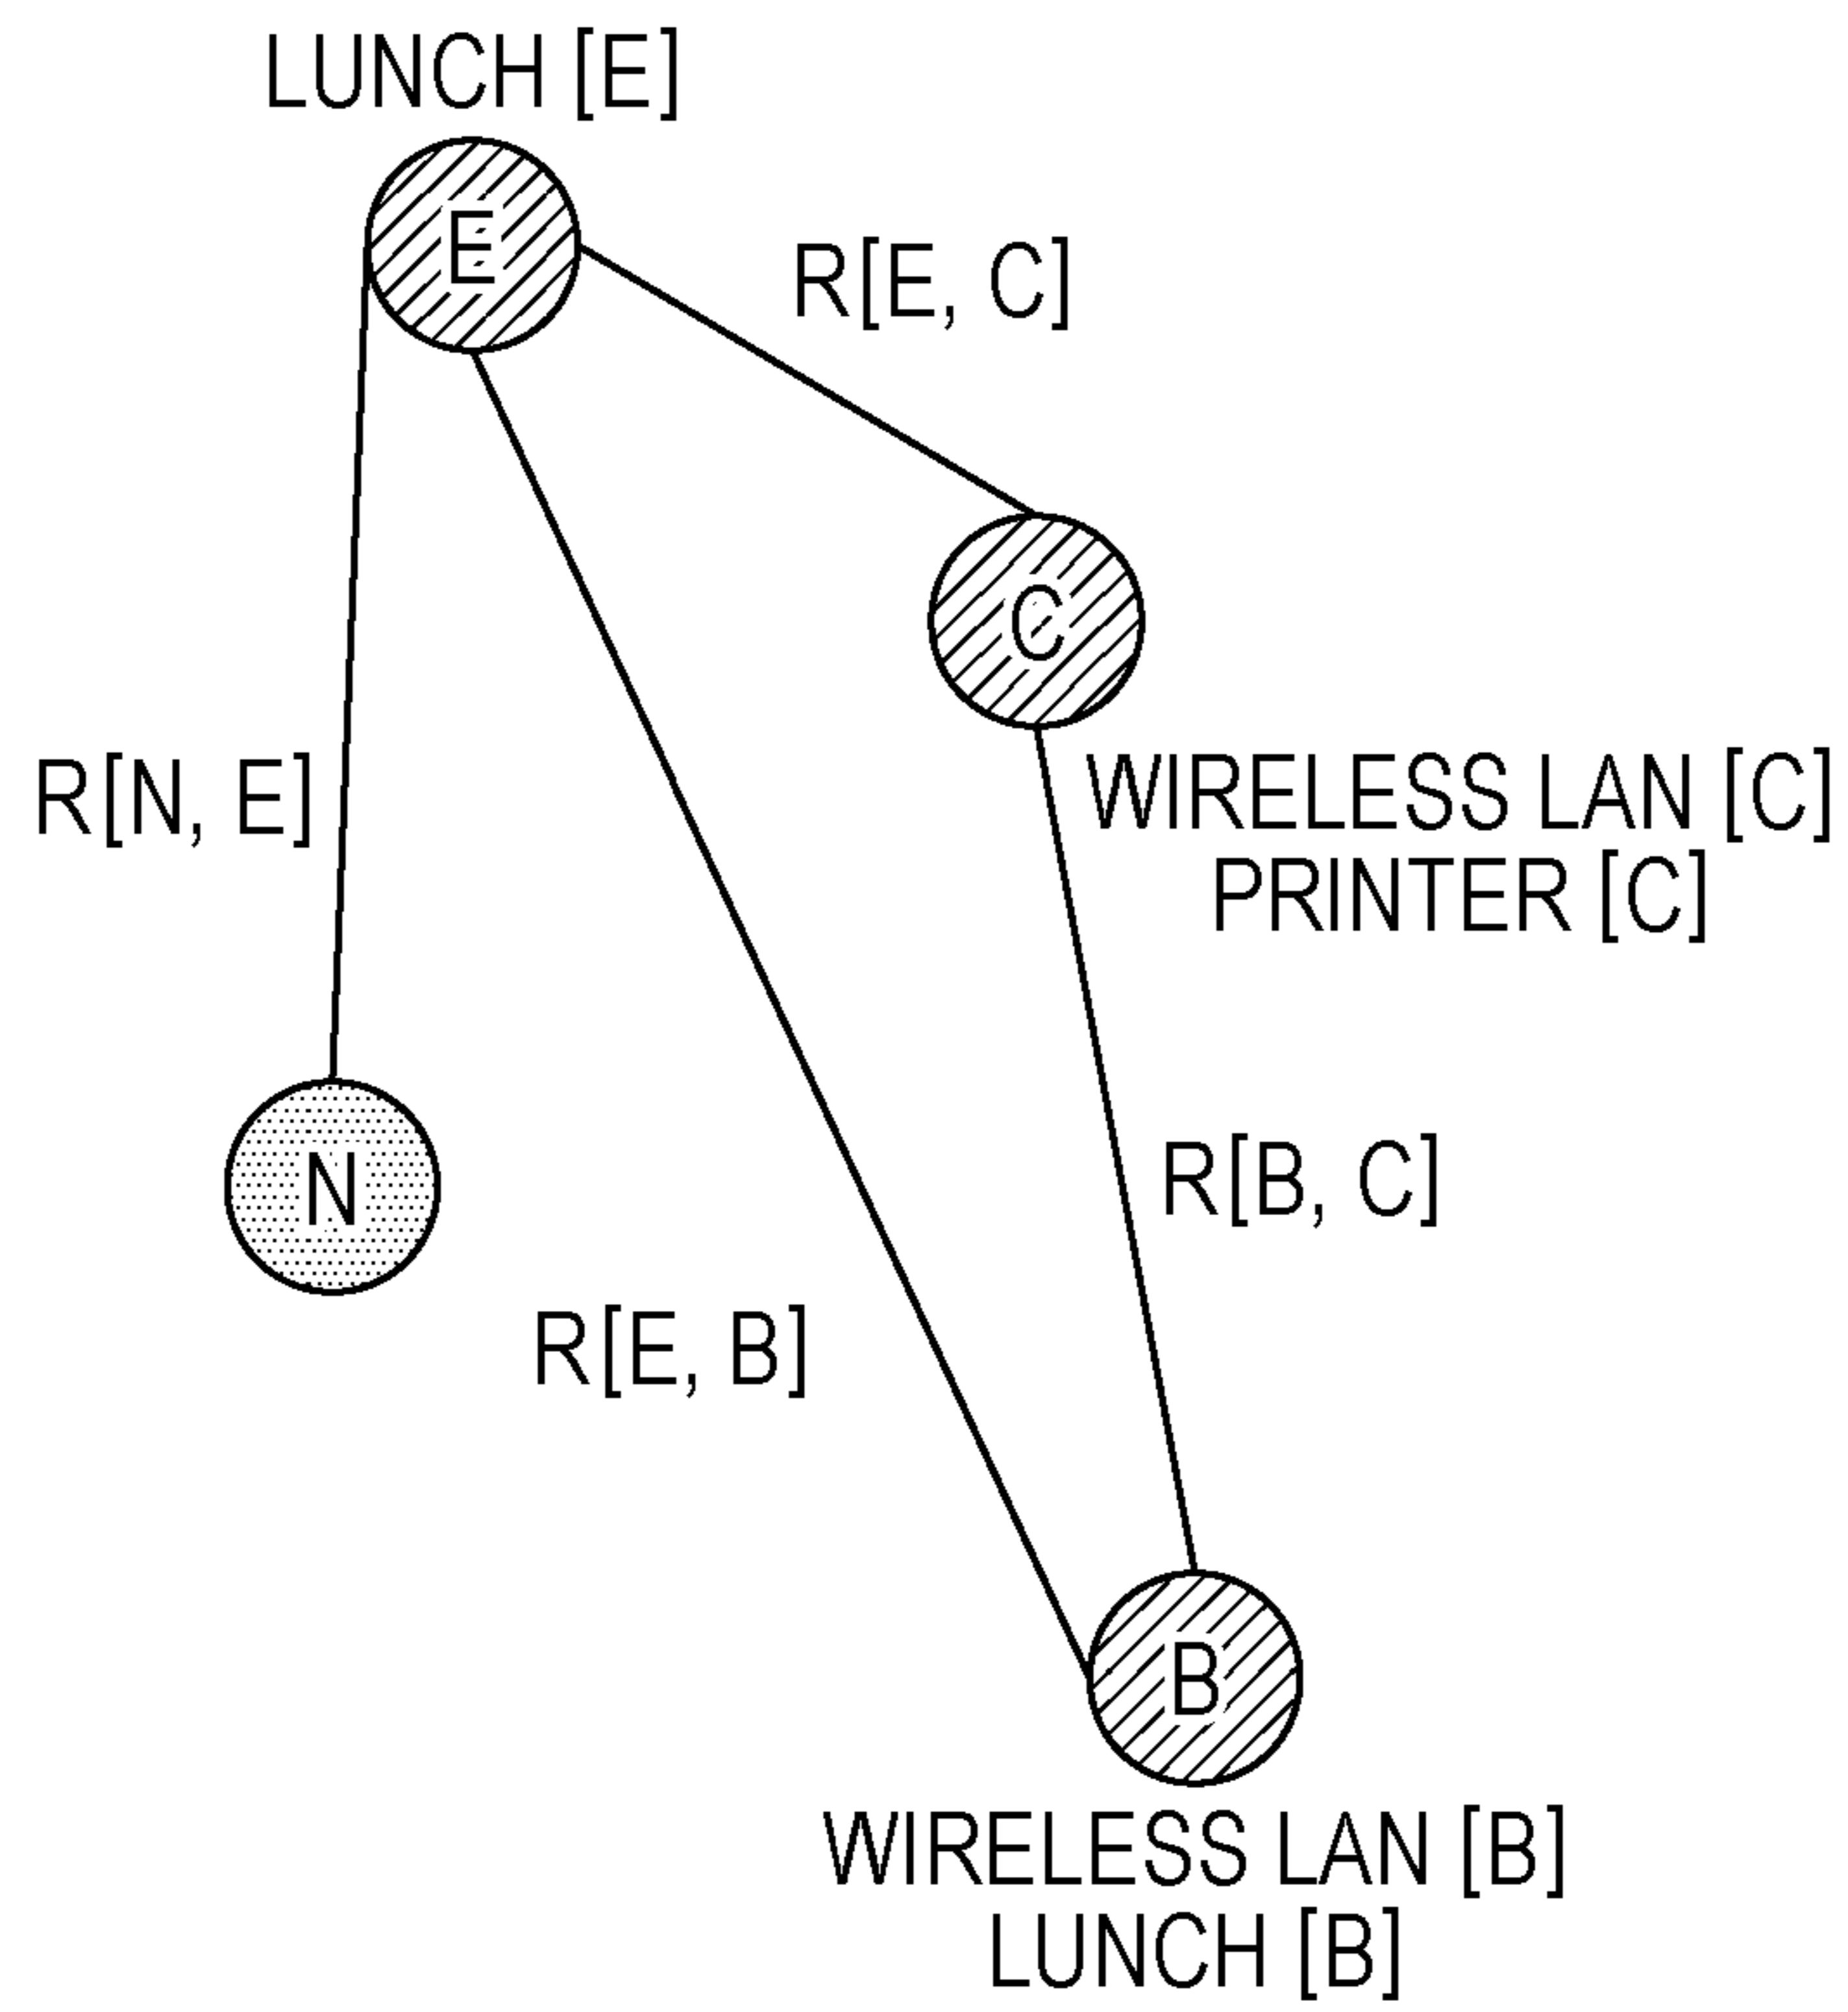 LUNCH [E]
E
R[E, C]
C
R[N, E]
WIRELESS LAN [C]
PRINTER [C]
N
R[B, C]
R[E, B]
B
WIRELESS LAN [B]
LUNCH [B]